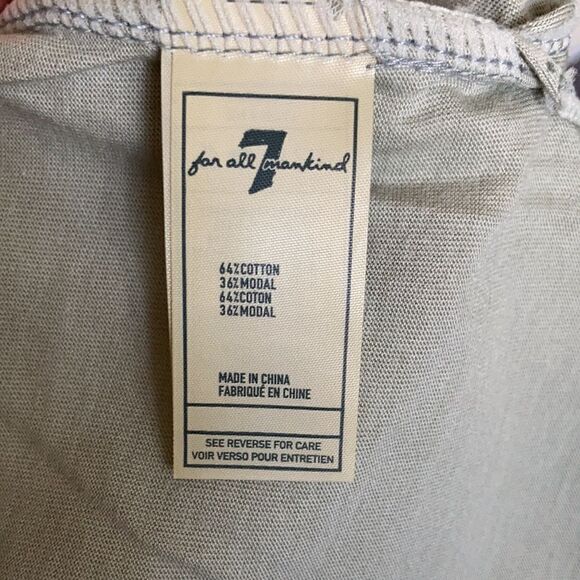 7
for all mankind
64%COTTON
36%MODAL
64%COTON
36%MODAL
MADE IN CHINA
FABRIQUÉ EN CHINE
SEE REVERSE FOR CARE
VOIR VERSO POUR ENTRETIEN